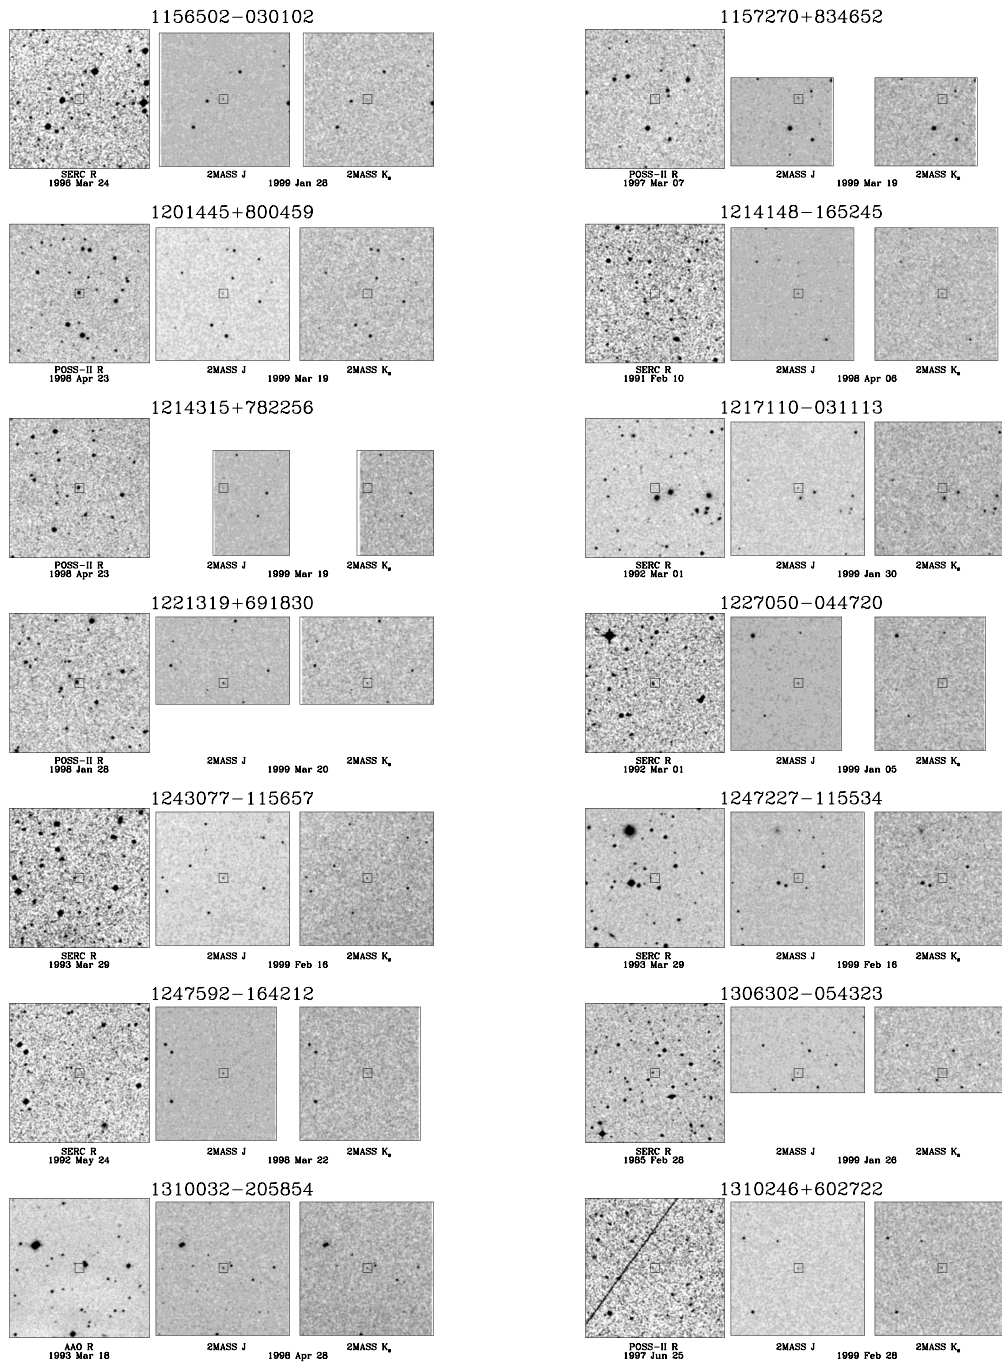 1156502-030102
SERC R
1996 Mar 24
2MASS J
1999 Jan 28
2MASS Ks
1157270+834652
POSS-II R
1997 Mar 07
2MASS J
1999 Mar 19
2MASS Ks
1201445+800459
POSS-II R
1998 Apr 23
2MASS J
1999 Mar 19
2MASS Ks
1214148-165245
SERC R
1991 Feb 10
2MASS J
1998 Apr 06
2MASS Ks
1214315+782256
POSS-II R
1998 Apr 23
2MASS J
1999 Mar 19
2MASS Ks
1217110-031113
SERC R
1992 Mar 01
2MASS J
1999 Jan 30
2MASS Ks
1221319+691830
POSS-II R
1998 Jan 28
2MASS J
1999 Mar 20
2MASS Ks
1227050-044720
SERC R
1992 Mar 01
2MASS J
1999 Jan 05
2MASS Ks
1243077-115657
SERC R
1993 Mar 29
2MASS J
1999 Feb 16
2MASS Ks
1247227-115534
SERC R
1993 Mar 29
2MASS J
1999 Feb 16
2MASS Ks
1247592-164212
SERC R
1992 May 24
2MASS J
1998 Mar 22
2MASS Ks
1306302-054323
SERC R
1985 Feb 28
2MASS J
1999 Jan 26
2MASS Ks
1310032-205854
AAO R
1993 Mar 18
2MASS J
1998 Apr 28
2MASS Ks
1310246+602722
POSS-II R
1997 Jun 25
2MASS J
1999 Feb 28
2MASS Ks